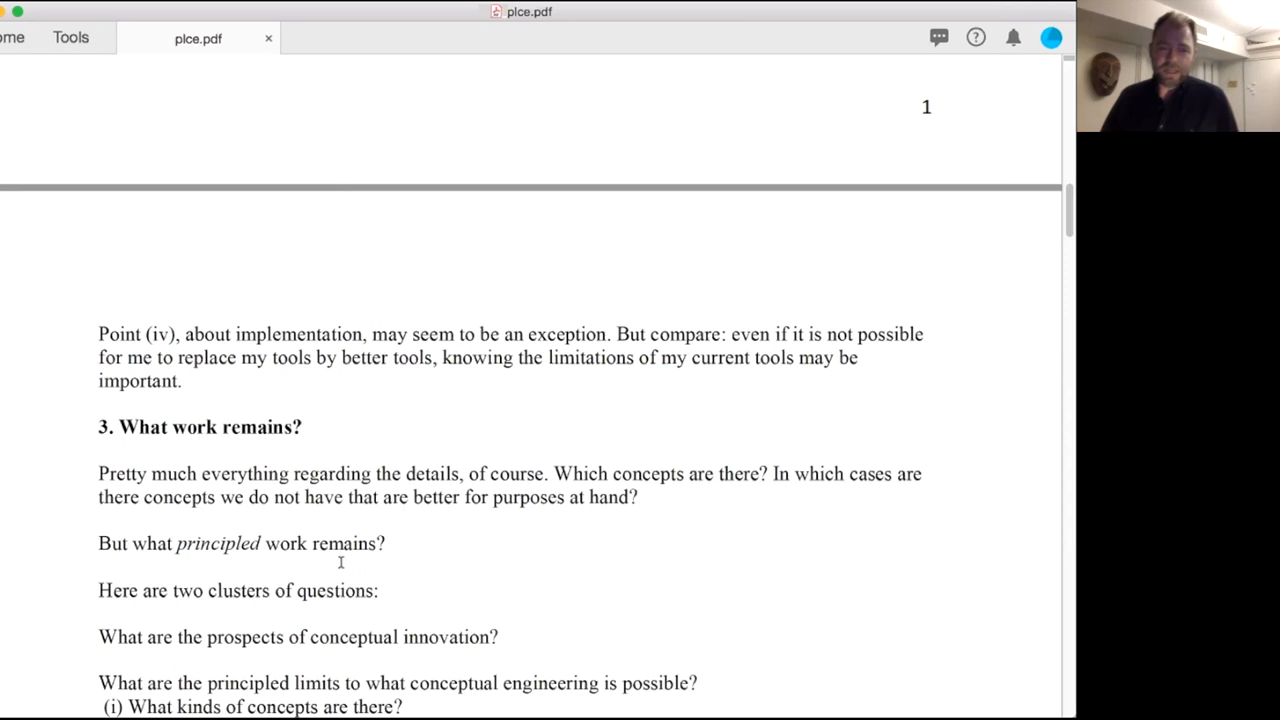 plce.pdf
ome Tools plce.pdf ×
1
Point (iv), about implementation, may seem to be an exception. But compare: even if it is not possible
for me to replace my tools by better tools, knowing the limitations of my current tools may be
important.
3. What work remains?
Pretty much everything regarding the details, of course. Which concepts are there? In which cases are
there concepts we do not have that are better for purposes at hand?
But what principled work remains?
Here are two clusters of questions:
What are the prospects of conceptual innovation?
What are the principled limits to what conceptual engineering is possible?
(i) What kinds of concepts are there?